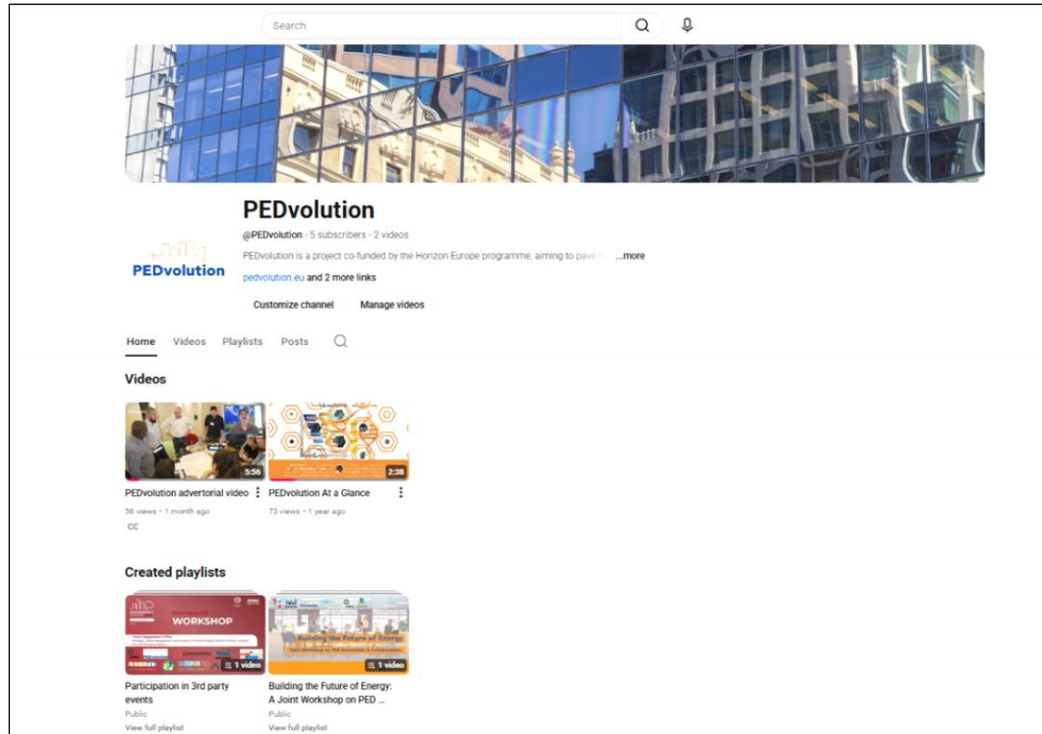 Search
PEDvolution
@PEDvolution · 5 subscribers · 2 videos
PEDvolution is a project co-funded by the Horizon Europe programme, aiming to pave ...more
PEDvolution
pedvolution.eu and 2 more links
Customize channel Manage videos
Home Videos Playlists Posts
Videos
5:56 2:38
PEDvolution advertorial video PEDvolution At a Glance
56 views • 1 month ago 73 views • 1 year ago
CC
Created playlists
WORKSHOP
Building the Future of Energy
1 video 1 video
Participation in 3rd party Building the Future of Energy:
events A Joint Workshop on PED ...
Public Public
View full playlist View full playlist